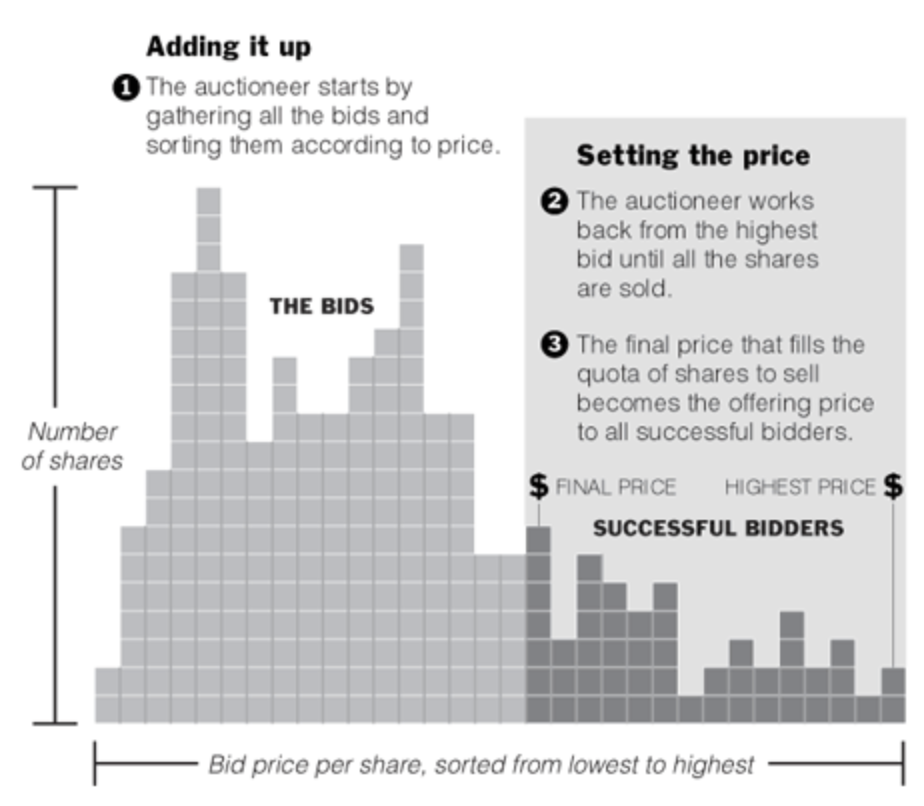 Adding it up
1 The auctioneer starts by
gathering all the bids and
sorting them according to price.
Setting the price
2 The auctioneer works
back from the highest
bid until all the shares
are sold.
3 The final price that fills the
quota of shares to sell
becomes the offering price
to all successful bidders.
THE BIDS
Number
of shares
$ FINAL PRICE HIGHEST PRICE $
SUCCESSFUL BIDDERS
Bid price per share, sorted from lowest to highest